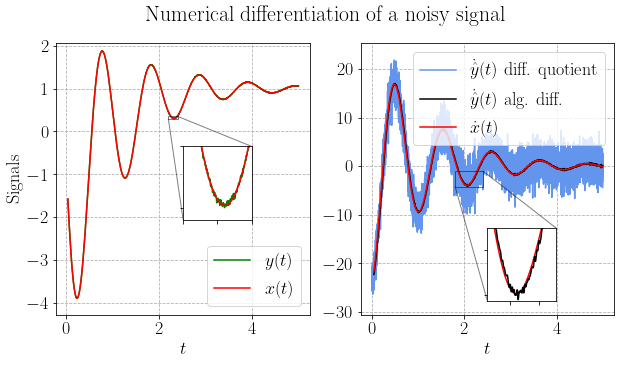 Numerical differentiation of a noisy signal
Signals
2
1
0
−1
−2
−3
−4
0
2
4
t
y(t)
x(t)
20
10
0
−10
−20
−30
0
2
4
t
ẏ̂(t) diff. quotient
ẏ̂(t) alg. diff.
ẋ(t)